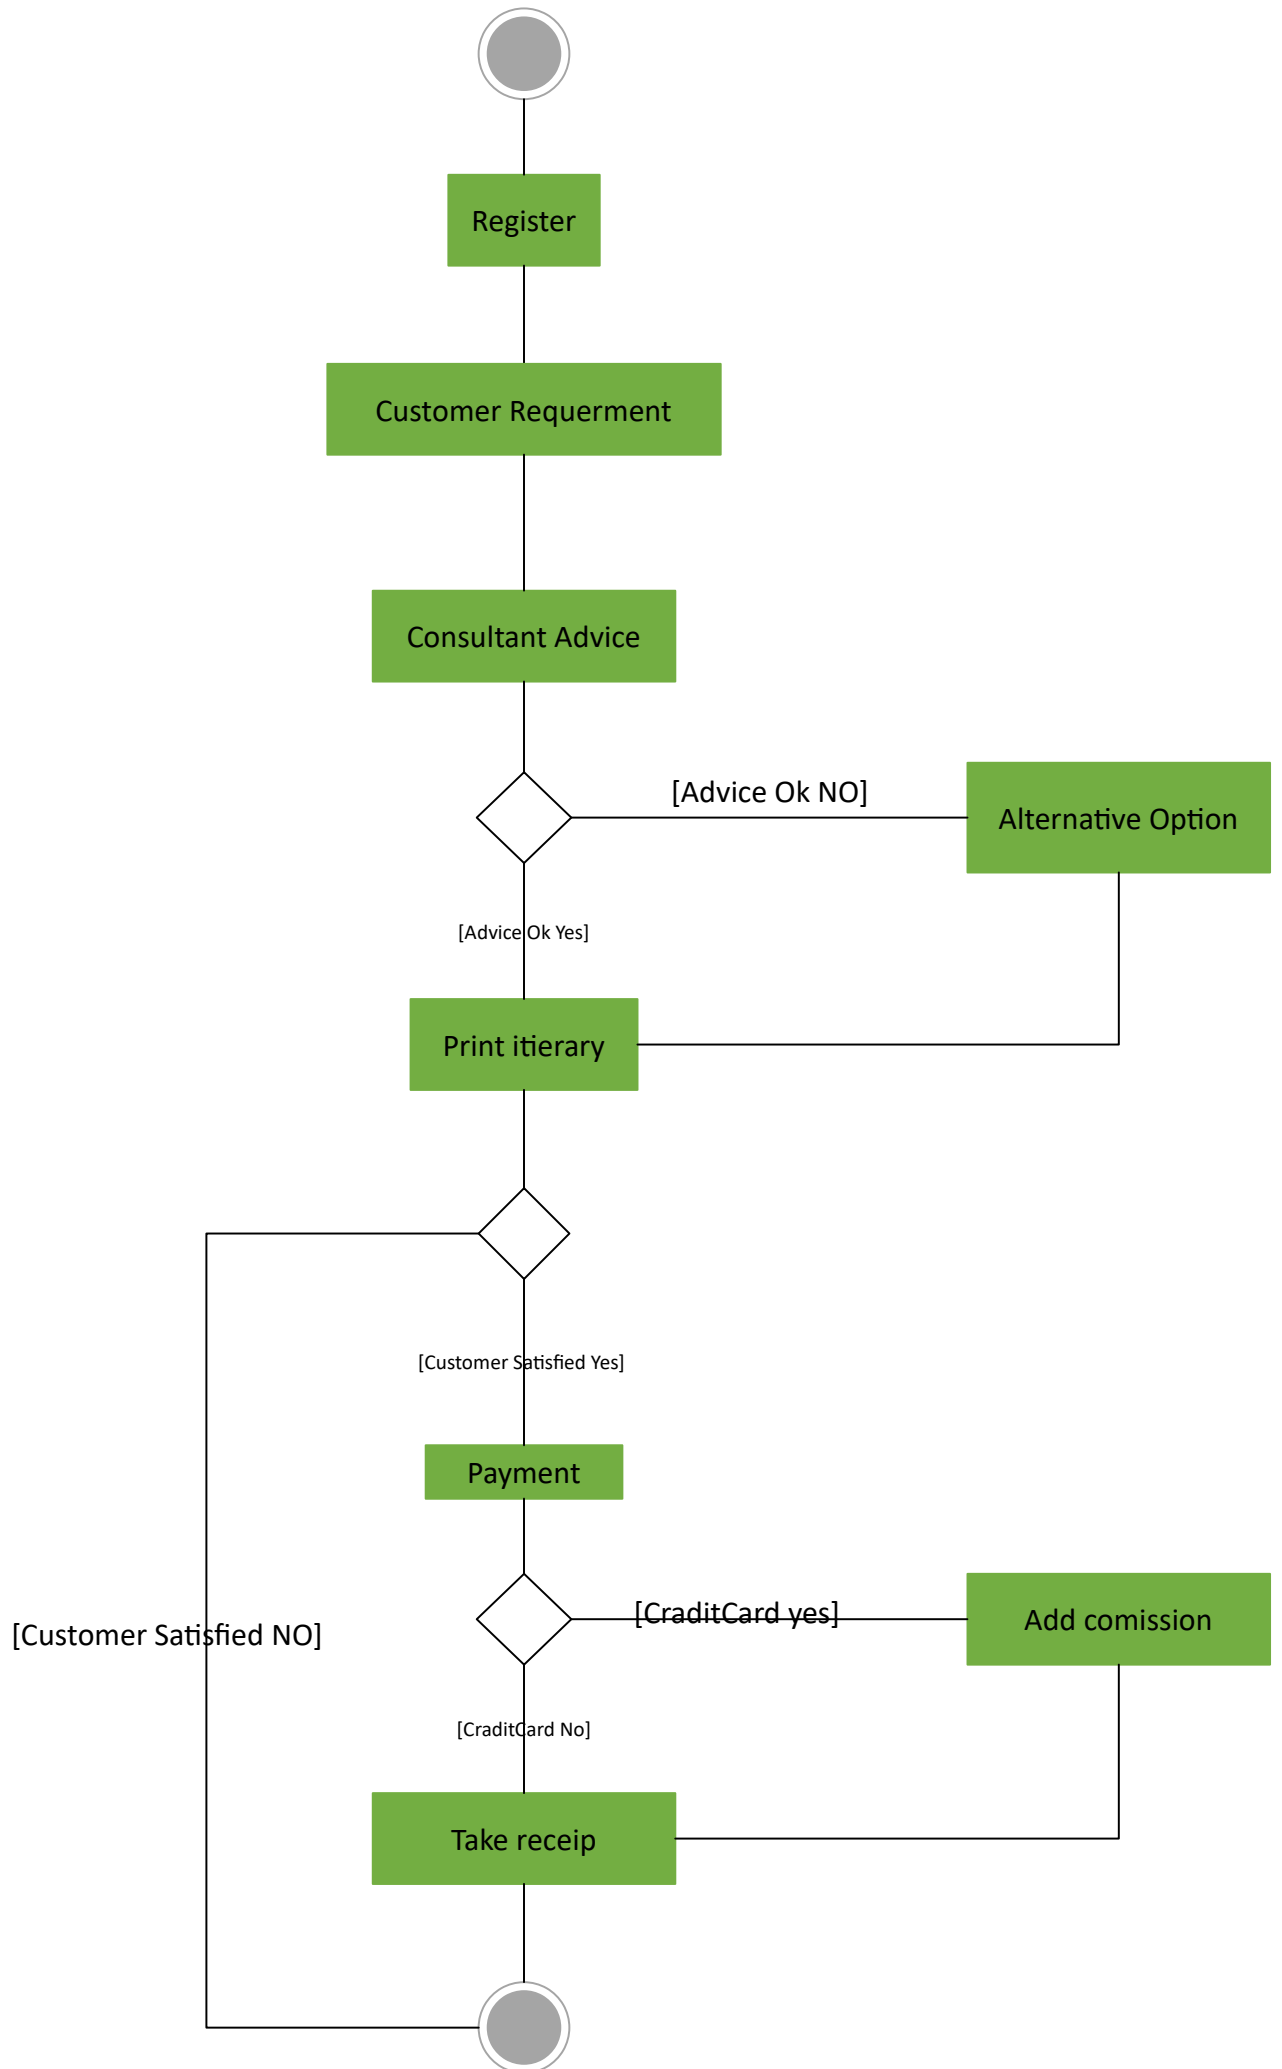 Register
Customer Requerment
Consultant Advice
[Advice Ok NO]
Alternative Option
[Advice Ok Yes]
Print itierary
[Customer Satisfied Yes]
Payment
[CraditCard yes]
Add comission
[Customer Satisfied NO]
[CraditCard No]
Take receip